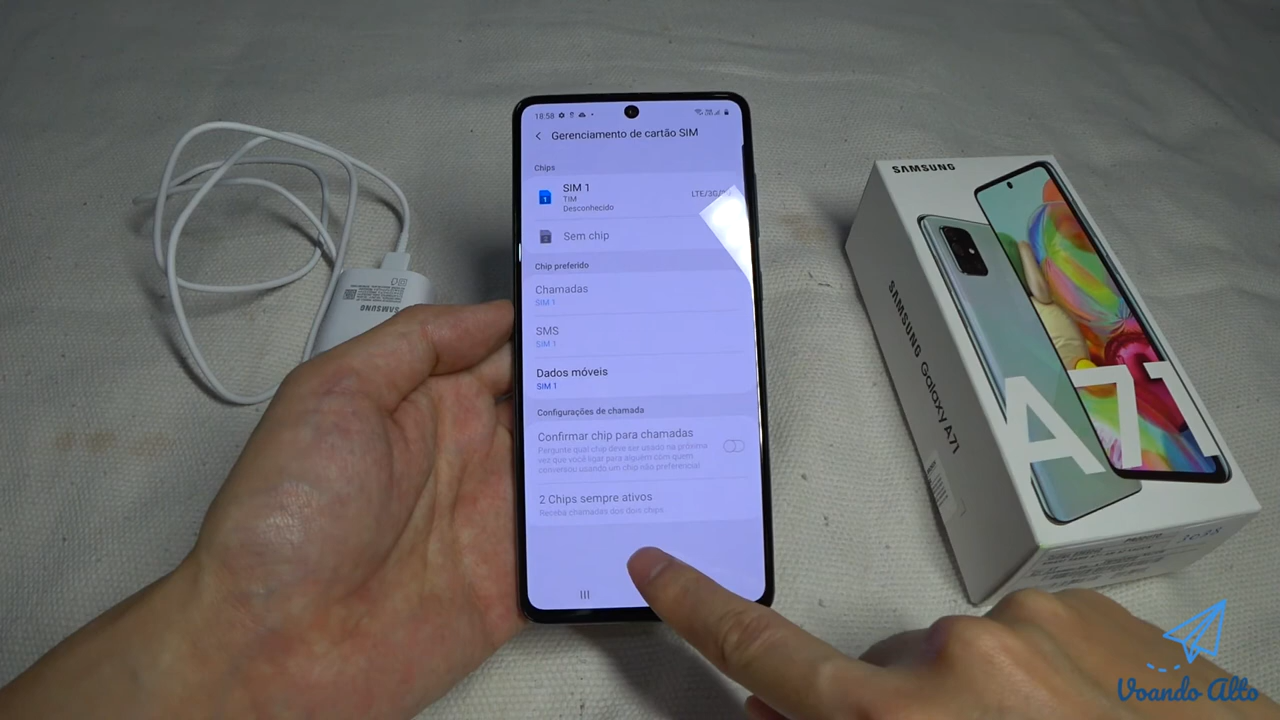 18:58
Gerenciamento de cartão SIM
Chips
SIM 1
TIM
Desconhecido
LTE/3G/
Sem chip
Chip preferido
Chamadas
SIM 1
SMS
SIM 1
Dados móveis
SIM 1
Configurações de chamada
Confirmar chip para chamadas
Pergunte qual chip deve ser usado na próxima
vez que você ligar para alguém com quem
conversou usando um chip não preferencial
2 Chips sempre ativos
Receba chamadas dos dois chips
SAMSUNG
SAMSUNG
SAMSUNG Galaxy A71
A71
Voando Alto